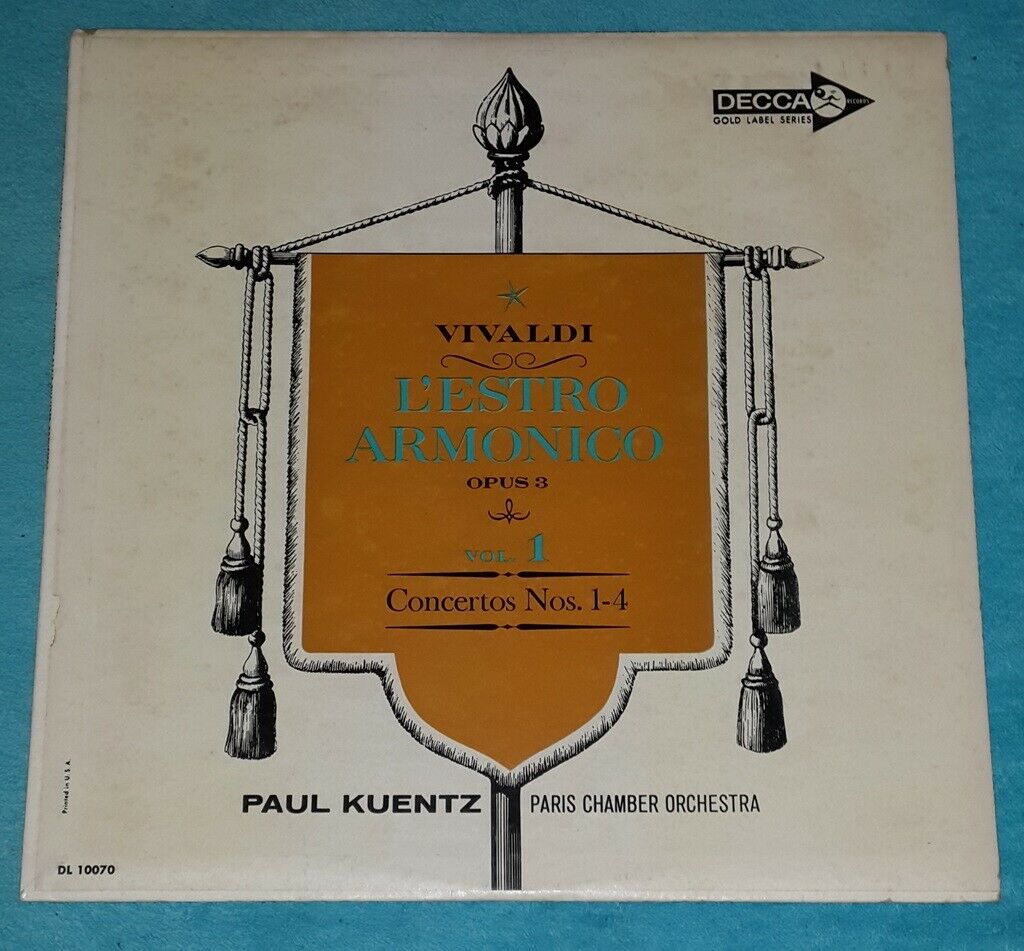 DECCA
RECORDS
GOLD LABEL SERIES
VIVALDI
L'ESTRO
ARMONICO
OPUS 3
VOL. 1
Concertos Nos. 1-4
PAUL KUENTZ PARIS CHAMBER ORCHESTRA
Printed in U.S.A.
DL 10070